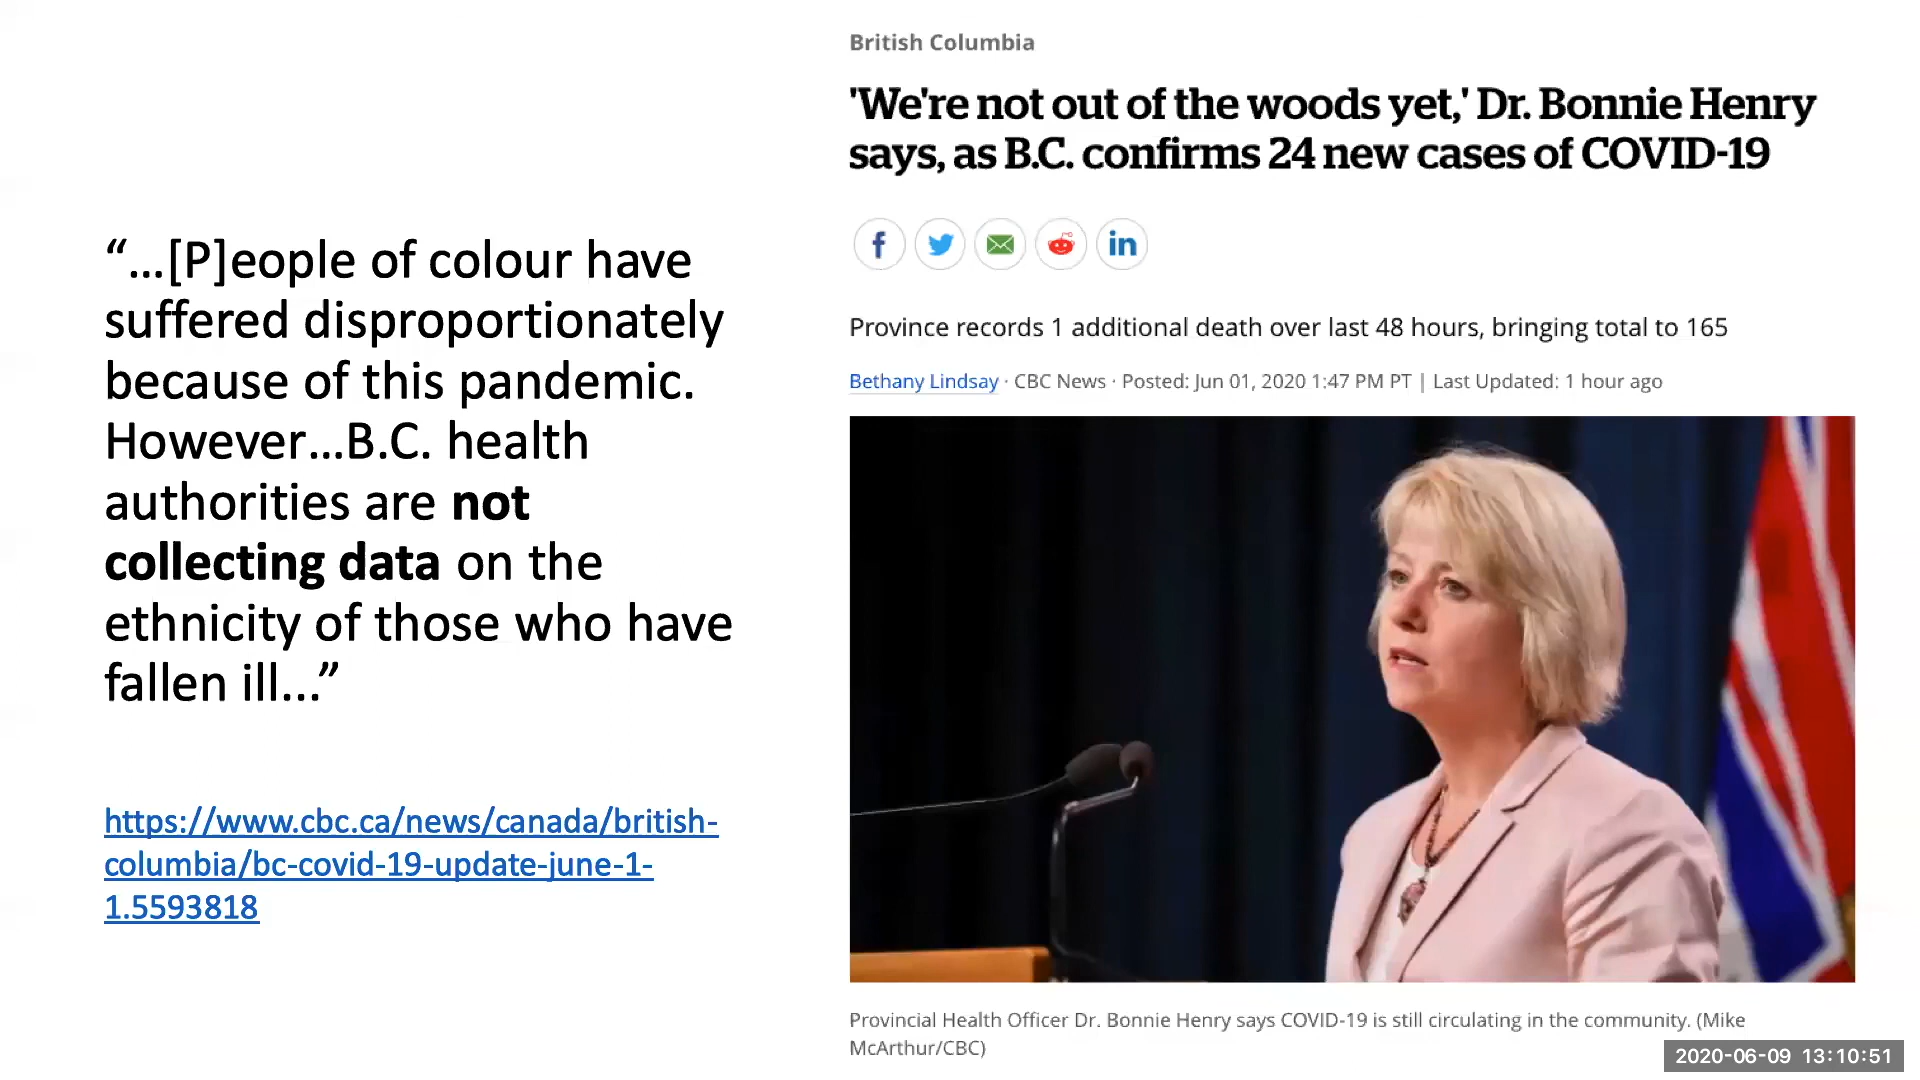 “...[P]eople of colour have
suffered disproportionately
because of this pandemic.
However...B.C. health
authorities are not
collecting data on the
ethnicity of those who have
fallen ill...”
https://www.cbc.ca/news/canada/british-
columbia/bc-covid-19-update-june-1-
1.5593818
British Columbia
'We're not out of the woods yet,' Dr. Bonnie Henry
says, as B.C. confirms 24 new cases of COVID-19
f in
Province records 1 additional death over last 48 hours, bringing total to 165
Bethany Lindsay · CBC News · Posted: Jun 01, 2020 1:47 PM PT | Last Updated: 1 hour ago
Provincial Health Officer Dr. Bonnie Henry says COVID-19 is still circulating in the community. (Mike
McArthur/CBC)
2020-06-09 13:10:51